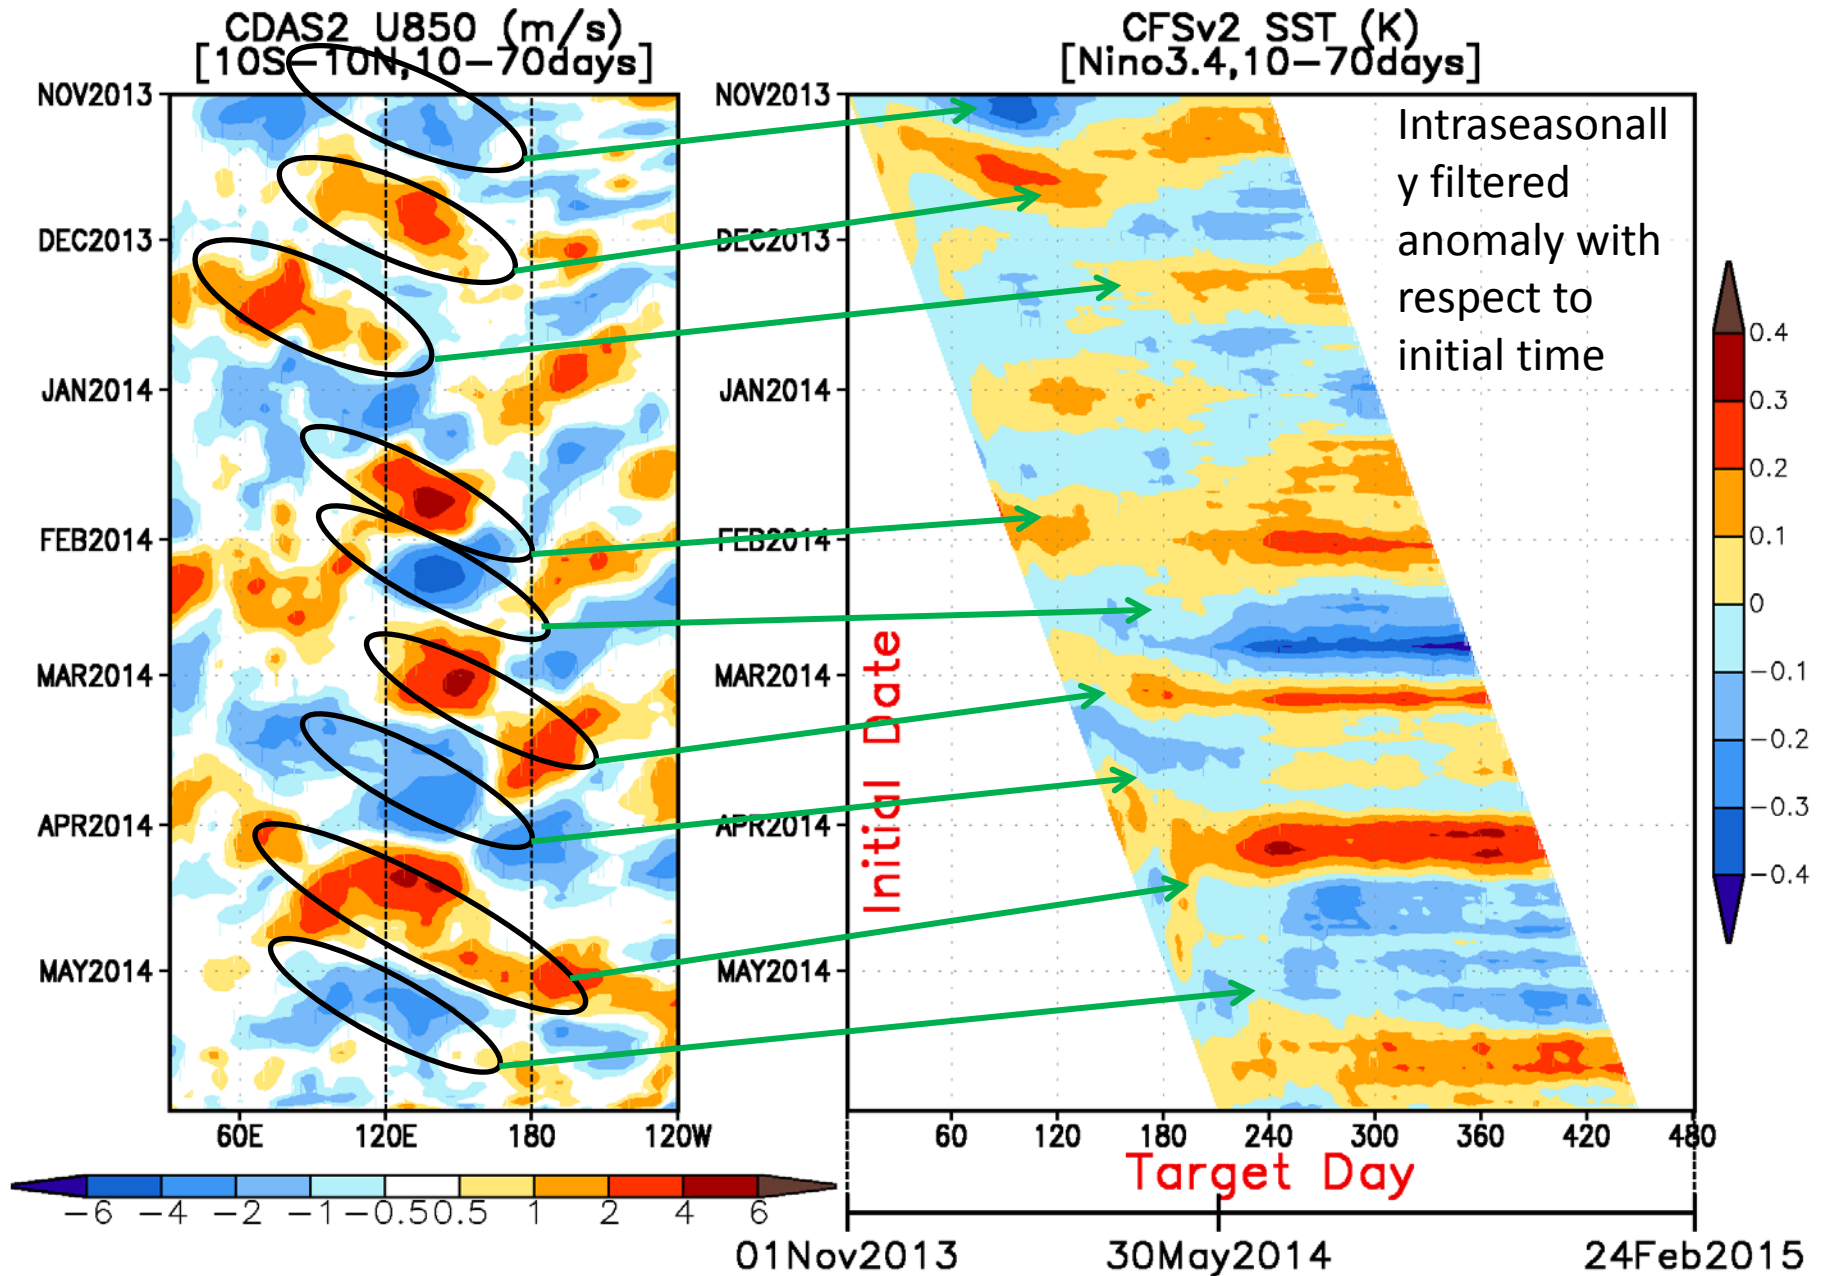 CDAS2 U850 (m/s)
[10S-10N,10-70days]
CFSv2 SST (K)
[Nino3.4,10-70days]
NOV2013
DEC2013
JAN2014
FEB2014
MAR2014
APR2014
MAY2014
60E 120E 180 120W
-6 -4 -2 -1 -0.5 0.5 1 2 4 6
NOV2013
DEC2013
JAN2014
FEB2014
MAR2014
APR2014
MAY2014
Initial Date
Intraseasonall
y filtered
anomaly with
respect to
initial time
60 120 180 240 300 360 420 480
Target Day
01Nov2013 30May2014 24Feb2015
0.4
0.3
0.2
0.1
0
-0.1
-0.2
-0.3
-0.4